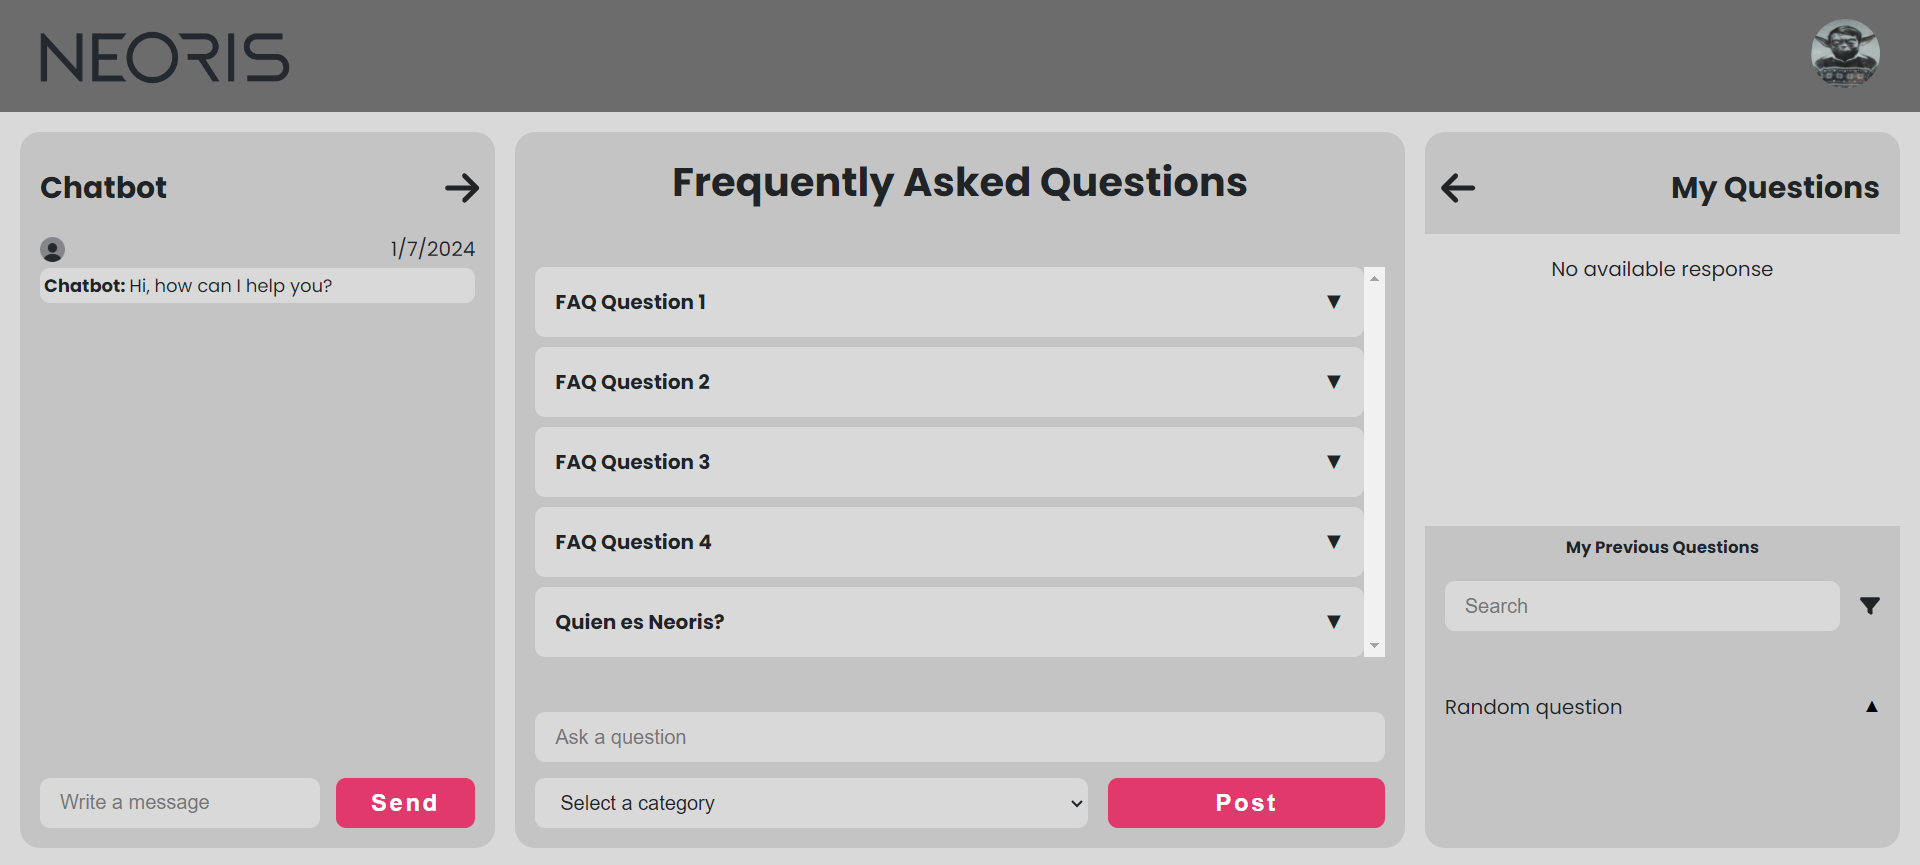 NEORIS
Chatbot
1/7/2024
Chatbot: Hi, how can I help you?
Write a message
Send
Frequently Asked Questions
FAQ Question 1
FAQ Question 2
FAQ Question 3
FAQ Question 4
Quien es Neoris?
Ask a question
Select a category
Post
My Questions
No available response
My Previous Questions
Search
Random question